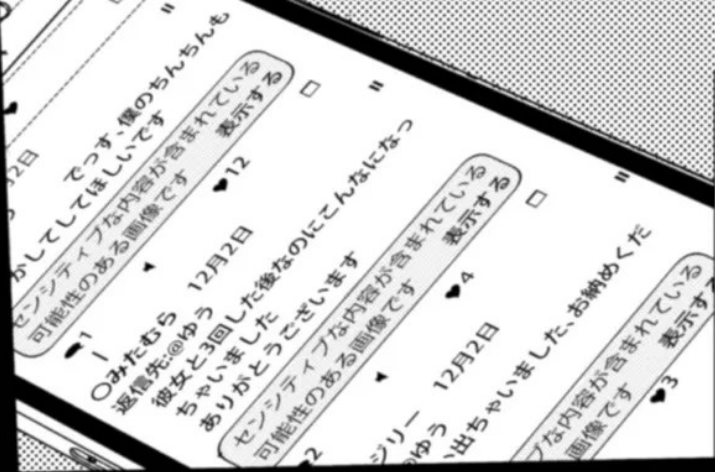 でっす、僕のちんちんも
かしてしてほしいです
センシティブな内容が含まれている
可能性のある画像です
表示する
1
12
〇みたむら
12月2日
返信先:@ゆう
彼女と3回した後なのにこんなになっ
ちゃいました
ありがとうございます
センシティブな内容が含まれている
可能性のある画像です
表示する
2
4
ジリー
12月2日
@ゆう
、出ちゃいました、お納めくだ
ブな内容が含まれている
画像です
表示する
3
2日